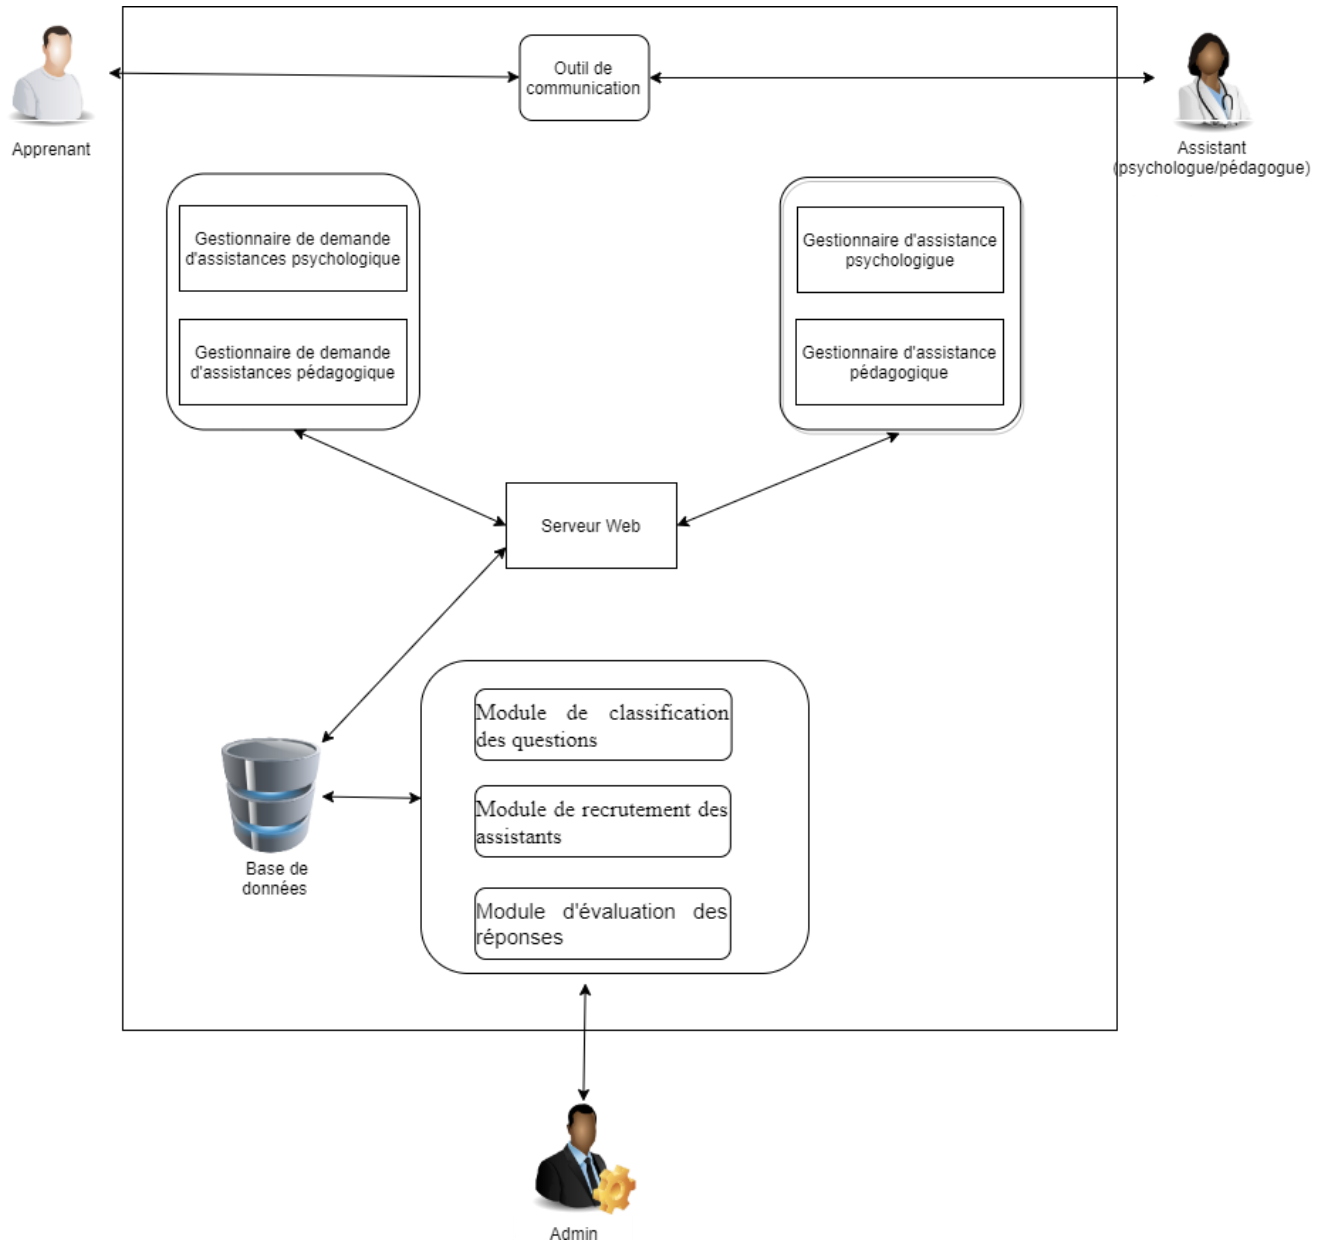 Outil de
communication
Apprenant
Assistant
(psychologue/pédagogue)
Gestionnaire de demande
d'assistances psychologique
Gestionnaire de demande
d'assistances pédagogique
Gestionnaire d'assistance
psychologigue
Gestionnaire d'assistance
pédagogique
Serveur Web
Module de classification
des questions
Module de recrutement des
assistants
Module d'évaluation des
réponses
Base de
données
Admin